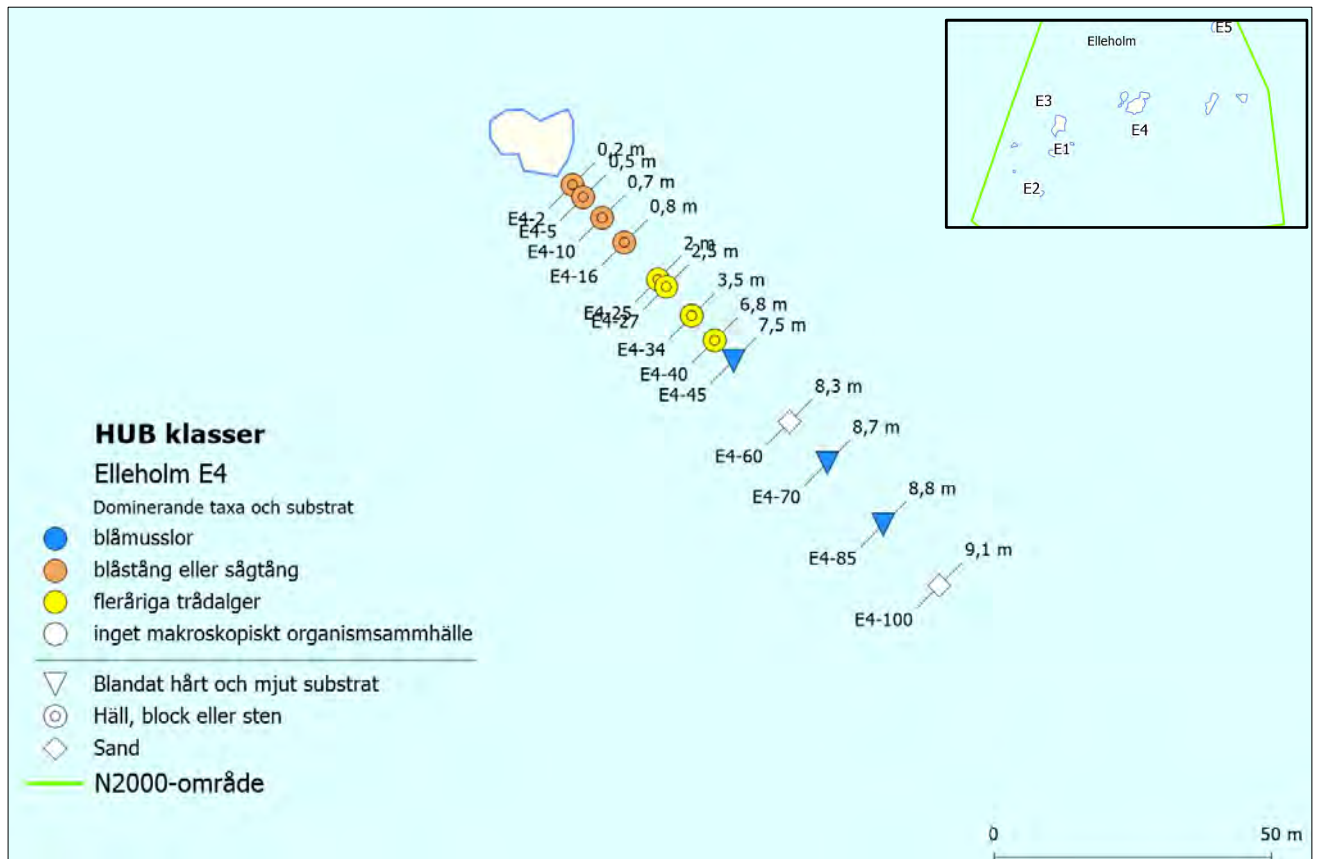 Elleholm
E5
E3
E4
E1
E2
0,2 m
0,5 m
0,7 m
0,8 m
2 m
2,5 m
3,5 m
6,8 m
7,5 m
8,3 m
8,7 m
8,8 m
9,1 m
E4-2
E4-5
E4-10
E4-16
E4-25
E4-27
E4-34
E4-40
E4-45
E4-60
E4-70
E4-85
E4-100
HUB klasser
Elleholm E4
Dominerande taxa och substrat
blåmusslor
blåstång eller sågtång
fleråriga trådalger
inget makroskopiskt organismsammhälle
Blandat hårt och mjut substrat
Häll, block eller sten
Sand
N2000-område
0 50 m